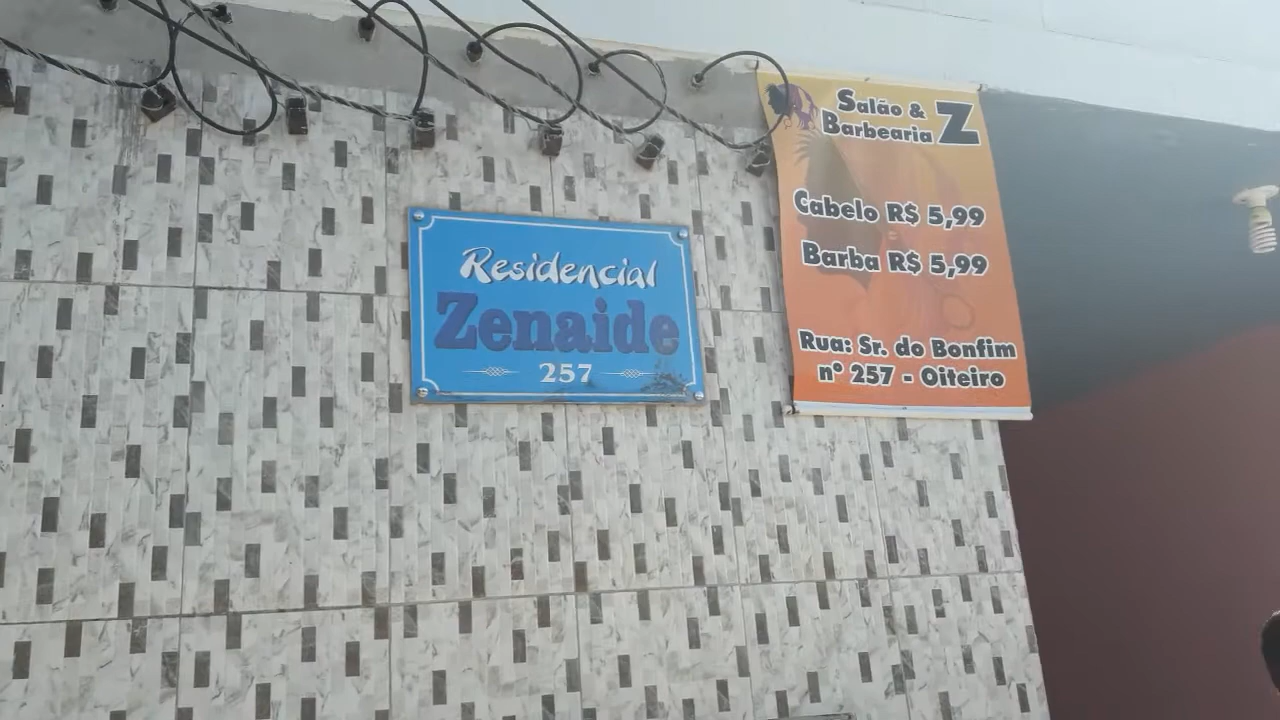 Residencial
Zenaide
257
Salão &
Barbearia Z
Cabelo R$ 5,99
Barba R$ 5,99
Rua: Sr. do Bonfim
nº 257 - Oiteiro